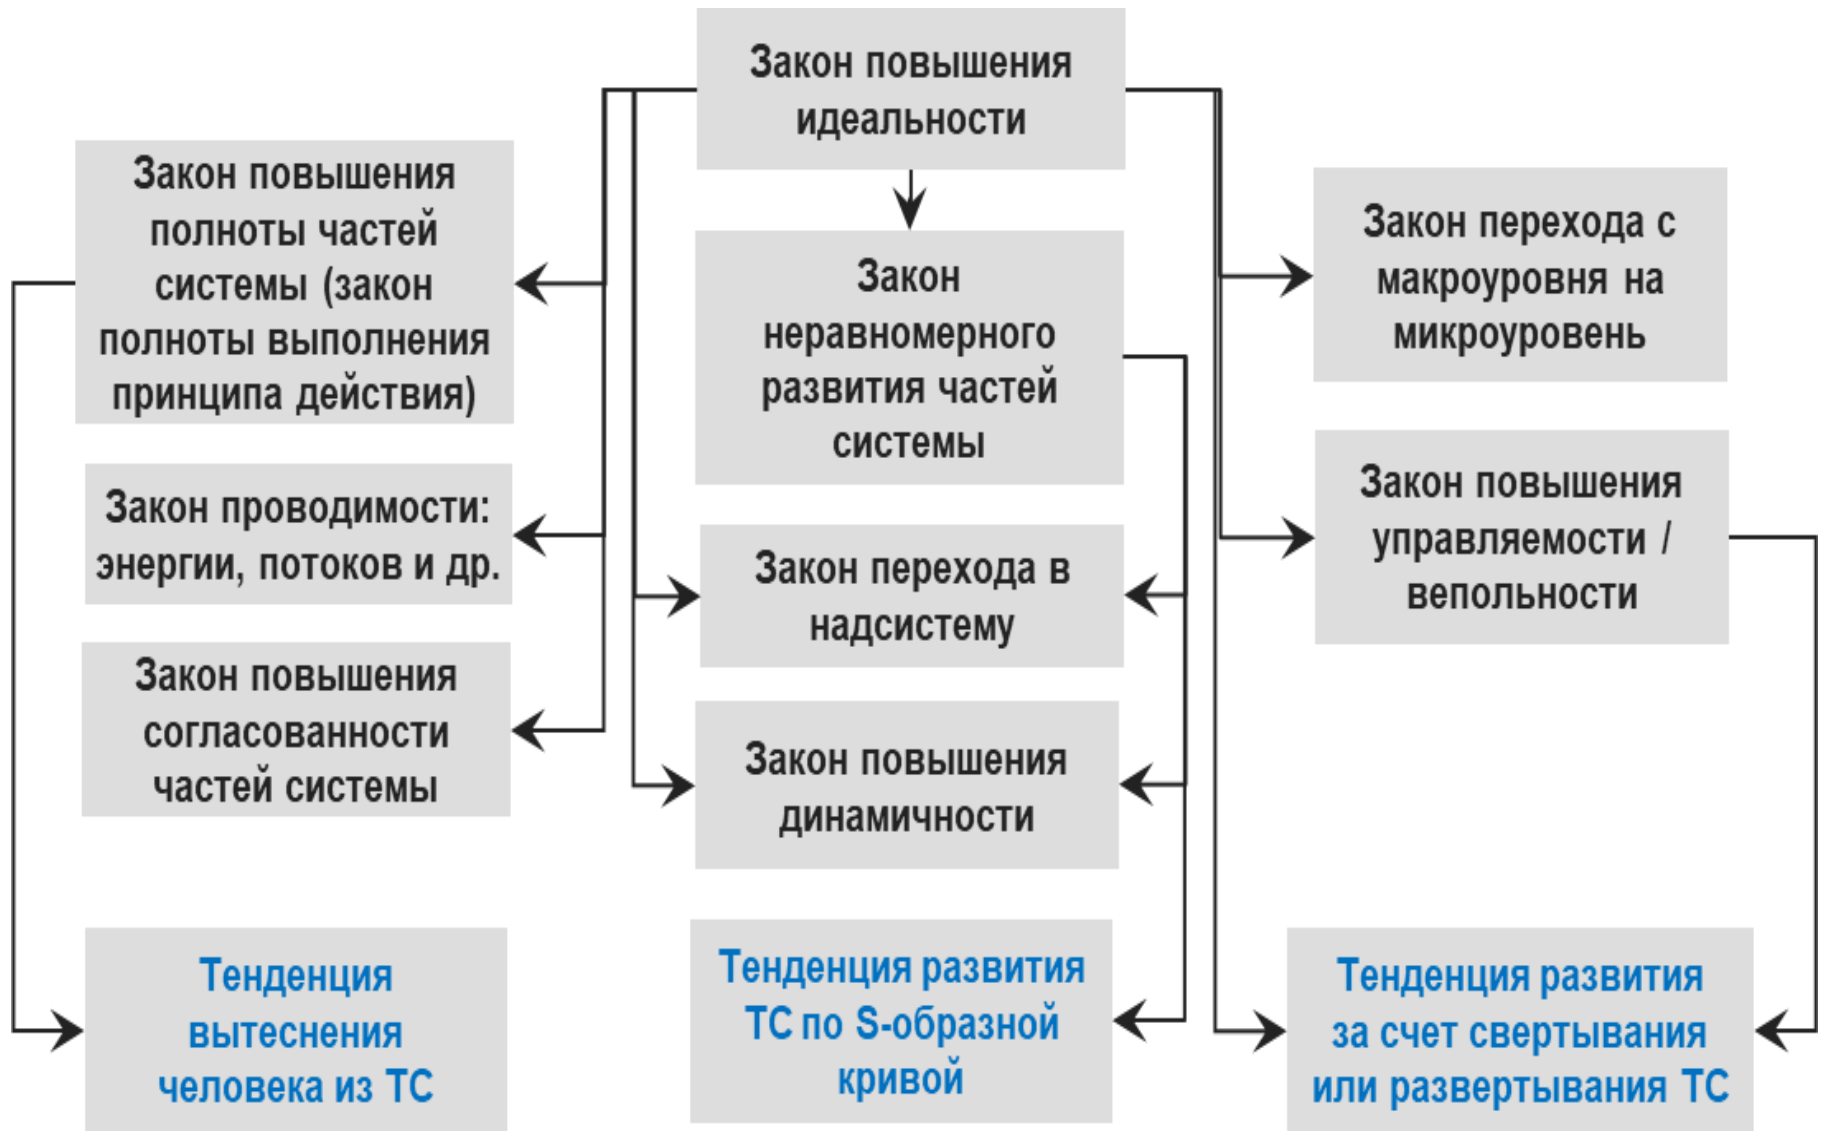 Закон повышения
идеальности
Закон повышения
полноты частей
системы (закон
полноты выполнения
принципа действия)
Закон
неравномерного
развития частей
системы
Закон перехода с
макроуровня на
микроуровень
Закон проводимости:
энергии, потоков и др.
Закон перехода в
надсистему
Закон повышения
управляемости /
вепольности
Закон повышения
согласованности
частей системы
Закон повышения
динамичности
Тенденция
вытеснения
человека из ТС
Тенденция развития
ТС по S-образной
кривой
Тенденция развития
за счет свертывания
или развертывания ТС